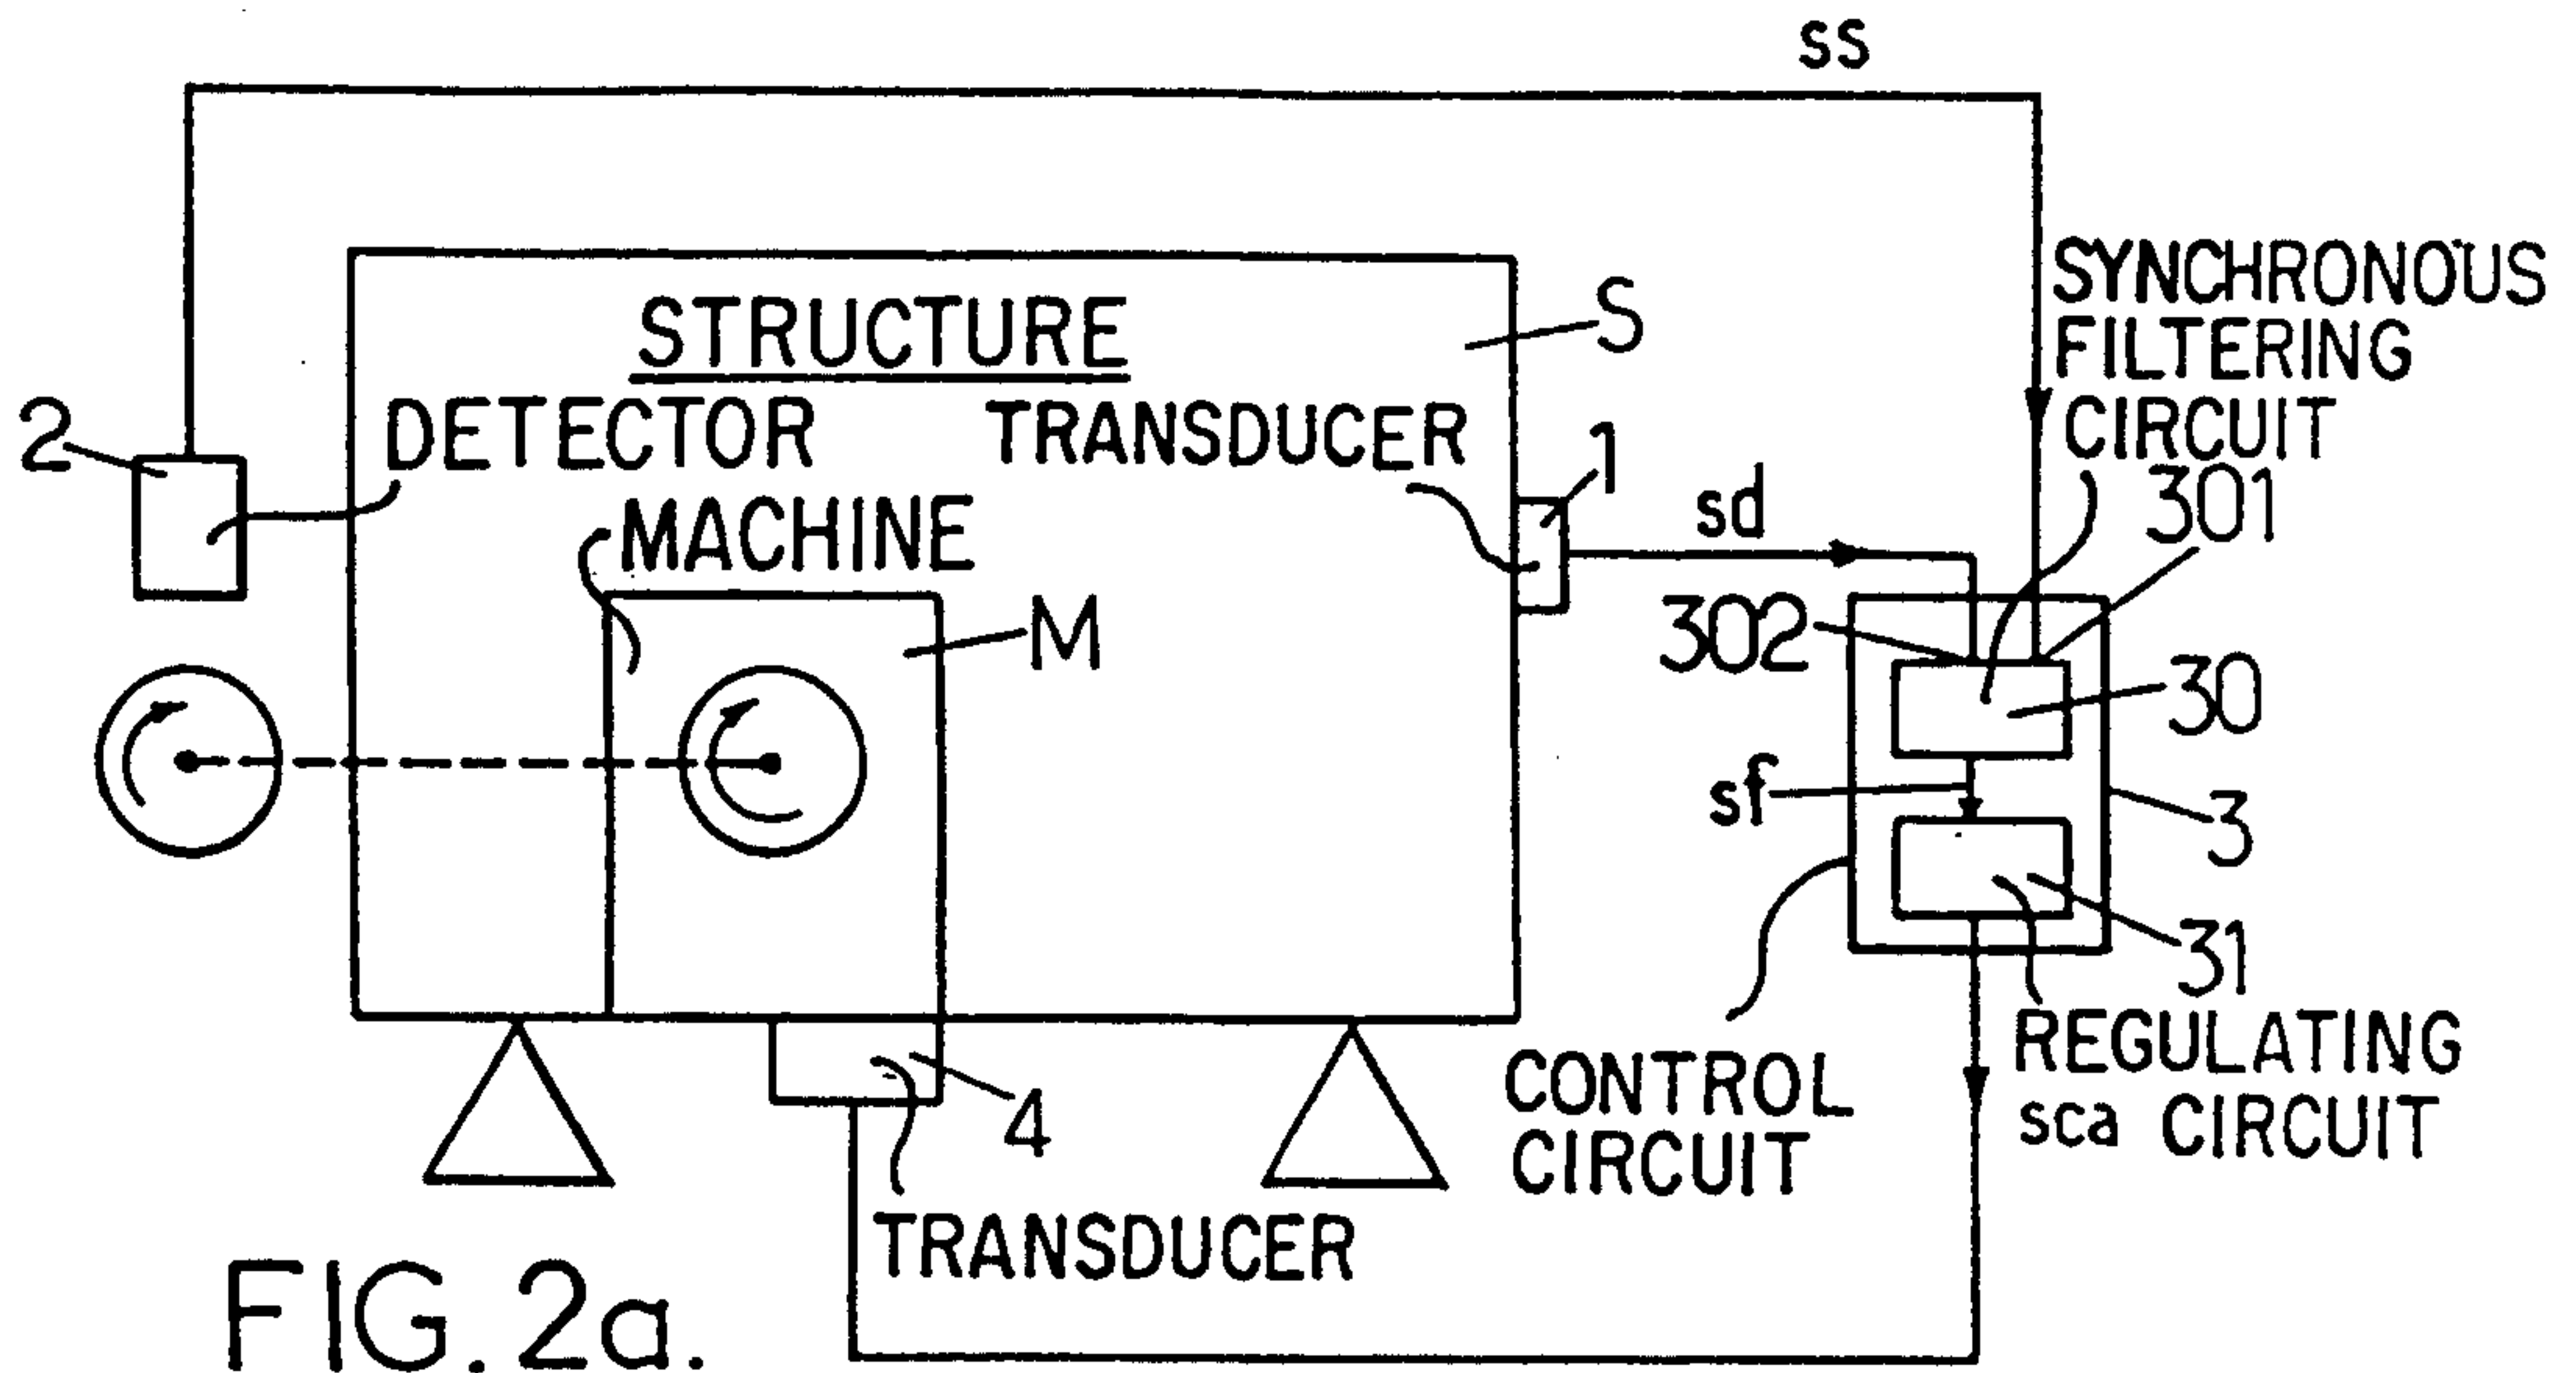 ss
SYNCHRONOUS
FILTERING
CIRCUIT
STRUCTURE
S
2
DETECTOR
TRANSDUCER
1
sd
301
MACHINE
M
302
30
sf
3
31
REGULATING
sca CIRCUIT
CONTROL
CIRCUIT
4
TRANSDUCER
FIG. 2a.